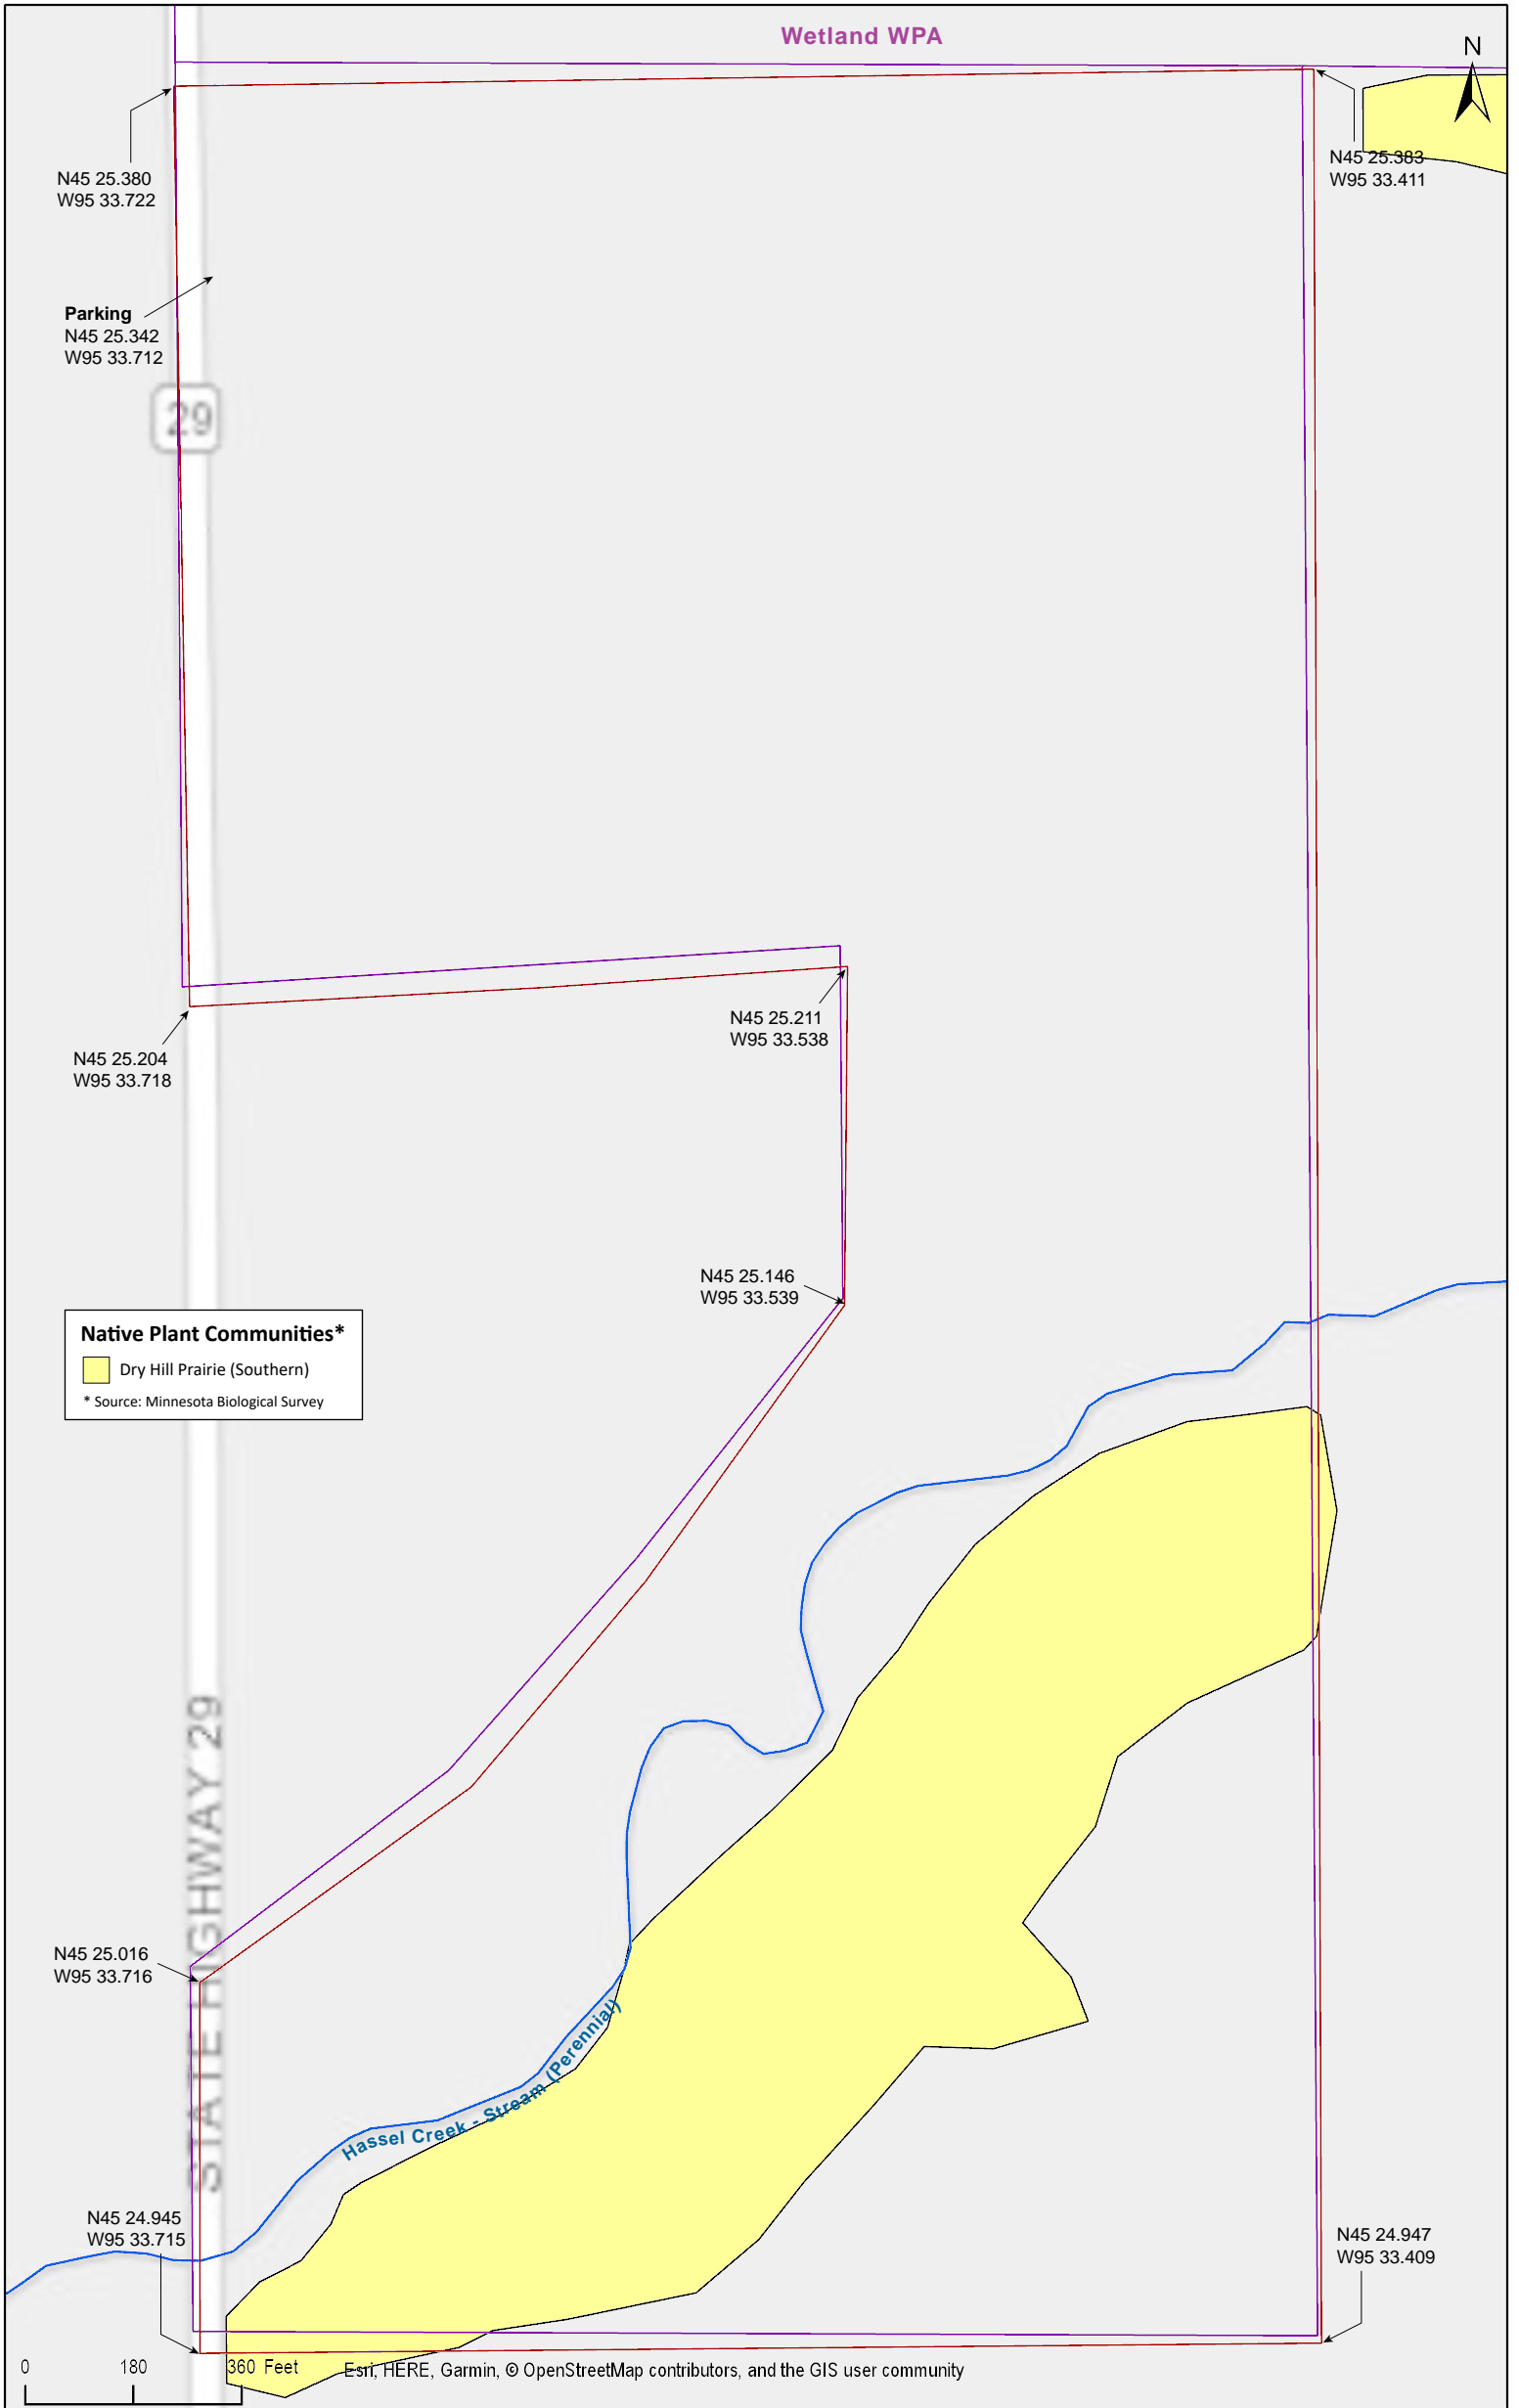 Wetland WPA
N
N45 25.380
W95 33.722
N45 25.383
W95 33.411
Parking
N45 25.342
W95 33.712
29
N45 25.211
W95 33.538
N45 25.204
W95 33.718
N45 25.146
W95 33.539
Native Plant Communities*
Dry Hill Prairie (Southern)
* Source: Minnesota Biological Survey
STATE HIGHWAY 29
N45 25.016
W95 33.716
Hassel Creek - Stream (Perennial)
N45 24.945
W95 33.715
N45 24.947
W95 33.409
0 180 360 Feet
Esri, HERE, Garmin, © OpenStreetMap contributors, and the GIS user community